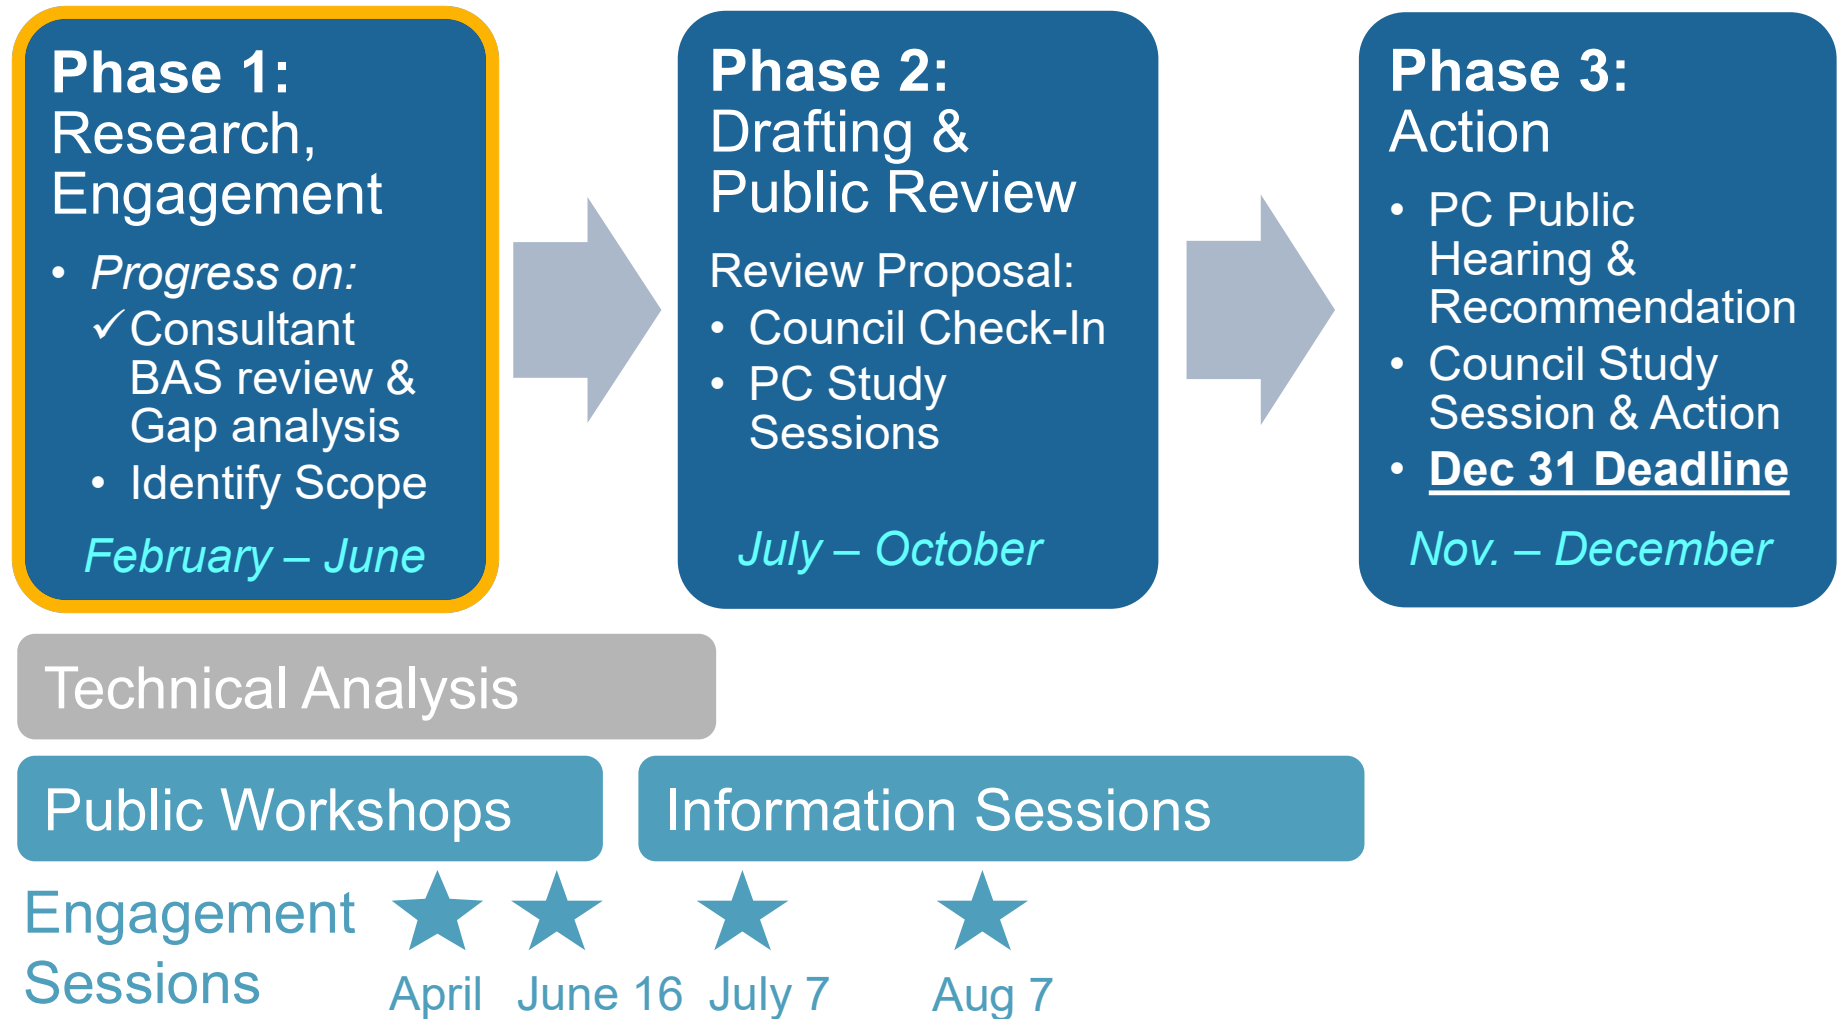 Phase 1:
Research,
Engagement
• Progress on:
✓ Consultant
BAS review &
Gap analysis
• Identify Scope
February – June
Phase 2:
Drafting &
Public Review
Review Proposal:
• Council Check-In
• PC Study
Sessions
July – October
Phase 3:
Action
• PC Public
Hearing &
Recommendation
• Council Study
Session & Action
• Dec 31 Deadline
Nov. – December
Technical Analysis
Public Workshops
Information Sessions
Engagement
Sessions
April
June 16
July 7
Aug 7